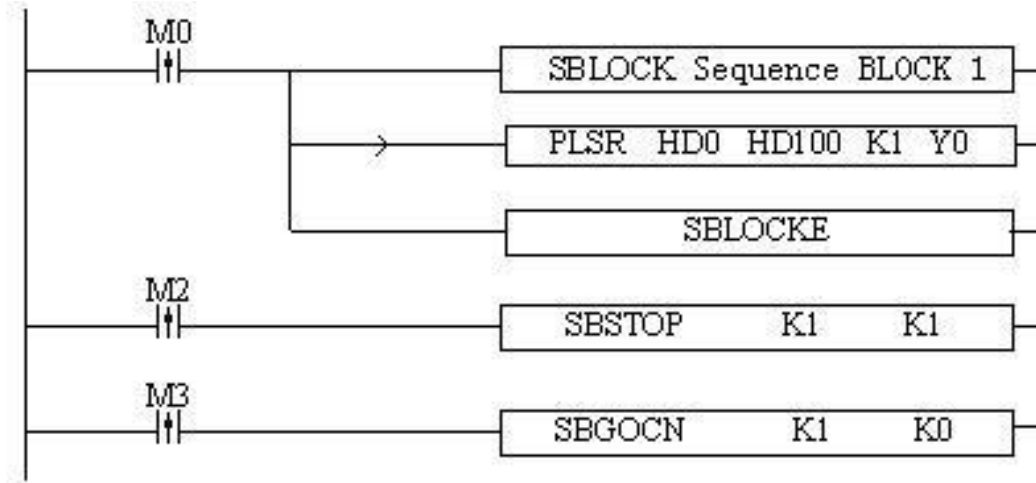 M0
SBLOCK Sequence BLOCK 1
PLSR HD0 HD100 K1 Y0
SBLOCKE
M2
SBSTOP K1 K1
M3
SBGOCN K1 K0